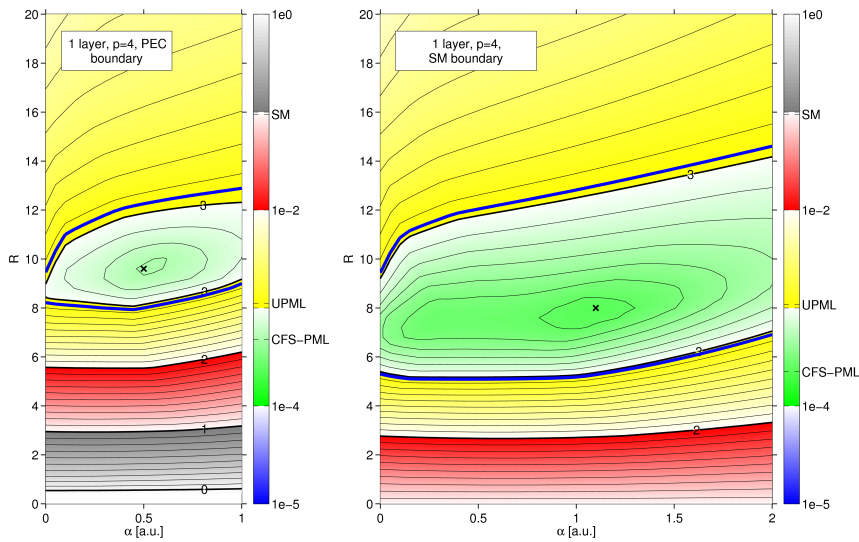 1 layer, p=4, PEC
boundary
R
20
18
16
14
12
10
8
6
4
2
0
3
3
2
1
0
0
0.5
1
α [a.u.]
1e0
SM
1e-2
UPML
CFS-PML
1e-4
1e-5
1 layer, p=4,
SM boundary
R
20
18
16
14
12
10
8
6
4
2
0
3
3
2
0
0.5
1
1.5
2
α [a.u.]
1e0
SM
1e-2
UPML
CFS-PML
1e-4
1e-5